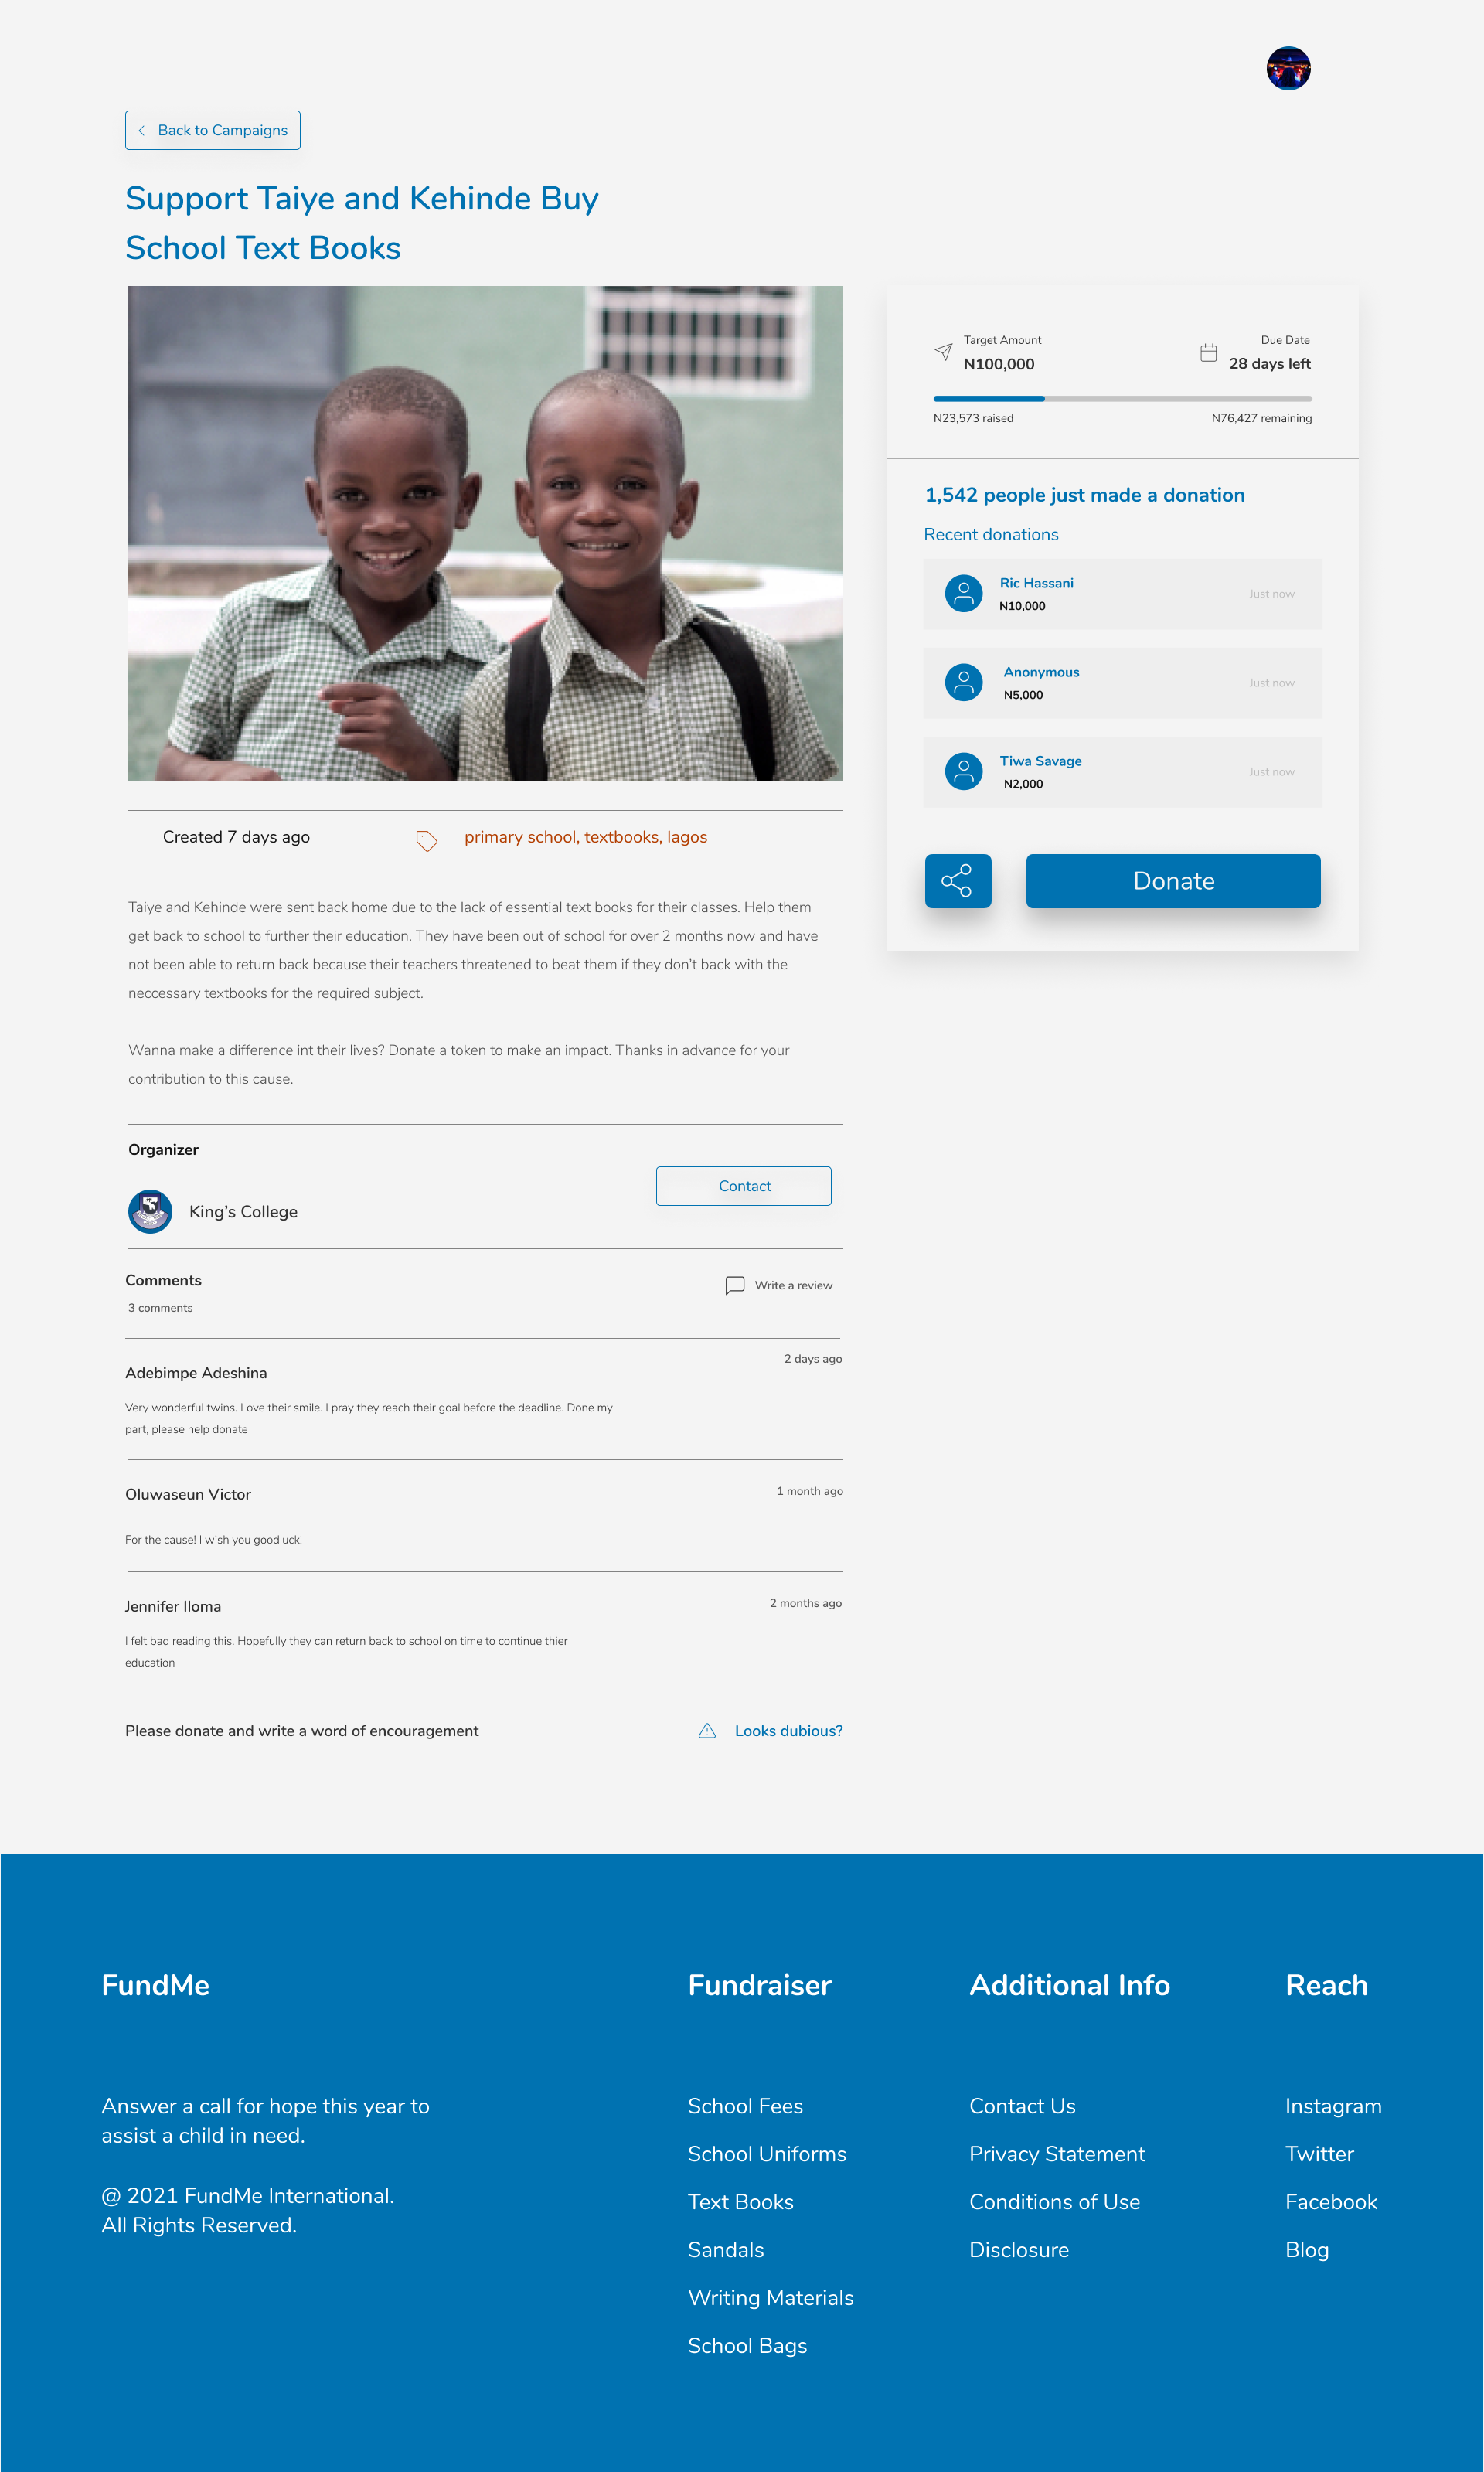 Back to Campaigns
Support Taiye and Kehinde Buy
School Text Books
Target Amount
N100,000
Due Date
28 days left
N23,573 raised
N76,427 remaining
1,542 people just made a donation
Recent donations
Ric Hassani
N10,000
Just now
Anonymous
N5,000
Just now
Tiwa Savage
N2,000
Just now
Donate
Created 7 days ago
primary school, textbooks, lagos
Taiye and Kehinde were sent back home due to the lack of essential text books for their classes. Help them
get back to school to further their education. They have been out of school for over 2 months now and have
not been able to return back because their teachers threatened to beat them if they don't back with the
neccessary textbooks for the required subject.
Wanna make a difference int their lives? Donate a token to make an impact. Thanks in advance for your
contribution to this cause.
Organizer
King's College
Contact
Comments
3 comments
Write a review
Adebimpe Adeshina
2 days ago
Very wonderful twins. Love their smile. I pray they reach their goal before the deadline. Done my
part, please help donate
Oluwaseun Victor
1 month ago
For the cause! I wish you goodluck!
Jennifer Iloma
2 months ago
I felt bad reading this. Hopefully they can return back to school on time to continue thier
education
Please donate and write a word of encouragement
Looks dubious?
FundMe
Fundraiser
Additional Info
Reach
Answer a call for hope this year to
assist a child in need.
@ 2021 FundMe International.
All Rights Reserved.
School Fees
School Uniforms
Text Books
Sandals
Writing Materials
School Bags
Contact Us
Privacy Statement
Conditions of Use
Disclosure
Instagram
Twitter
Facebook
Blog